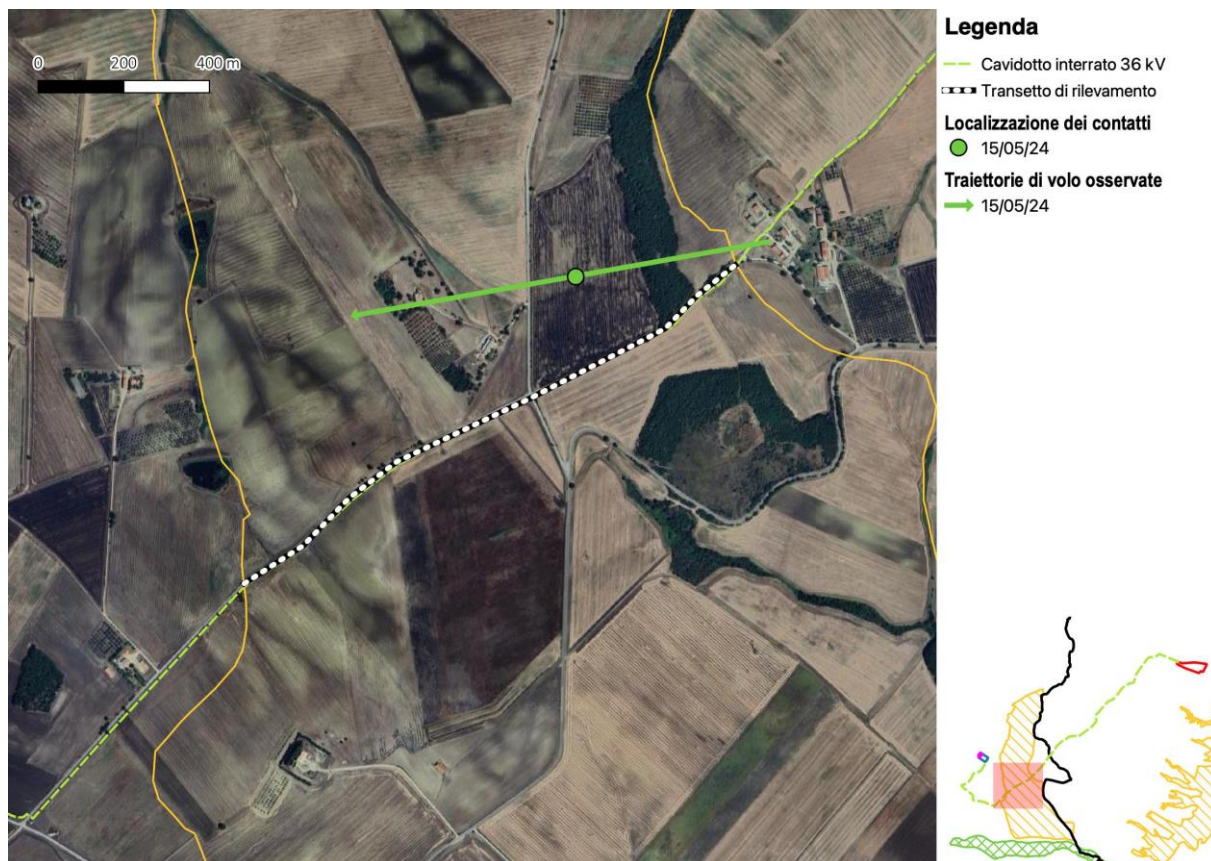 0 200 400 m
Legenda
Cavidotto interrato 36 kV
Transetto di rilevamento
Localizzazione dei contatti
15/05/24
Traiettorie di volo osservate
15/05/24